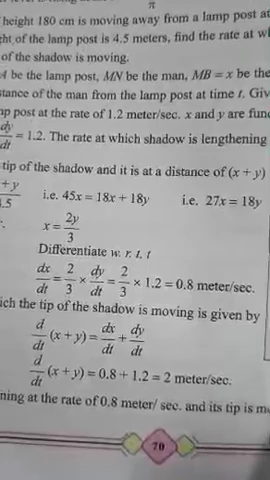 π
height 180 cm is moving away from a lamp post at
ht of the lamp post is 4.5 meters, find the rate at w
of the shadow is moving.
A be the lamp post, MN be the man, MB = x be the
stance of the man from the lamp post at time t. Giv
np post at the rate of 1.2 meter/sec. x and y are func
dy/dt = 1.2. The rate at which shadow is lengthening
tip of the shadow and it is at a distance of (x + y)
+ y/.5 i.e. 45x = 18x + 18y i.e. 27x = 18y
∴ x = 2y/3
Differentiate w. r. t. t
dx/dt = 2/3 × dy/dt = 2/3 × 1.2 = 0.8 meter/sec.
ich the tip of the shadow is moving is given by
d/dt (x + y) = dx/dt + dy/dt
d/dt (x + y) = 0.8 + 1.2 = 2 meter/sec.
ning at the rate of 0.8 meter/ sec. and its tip is m
70